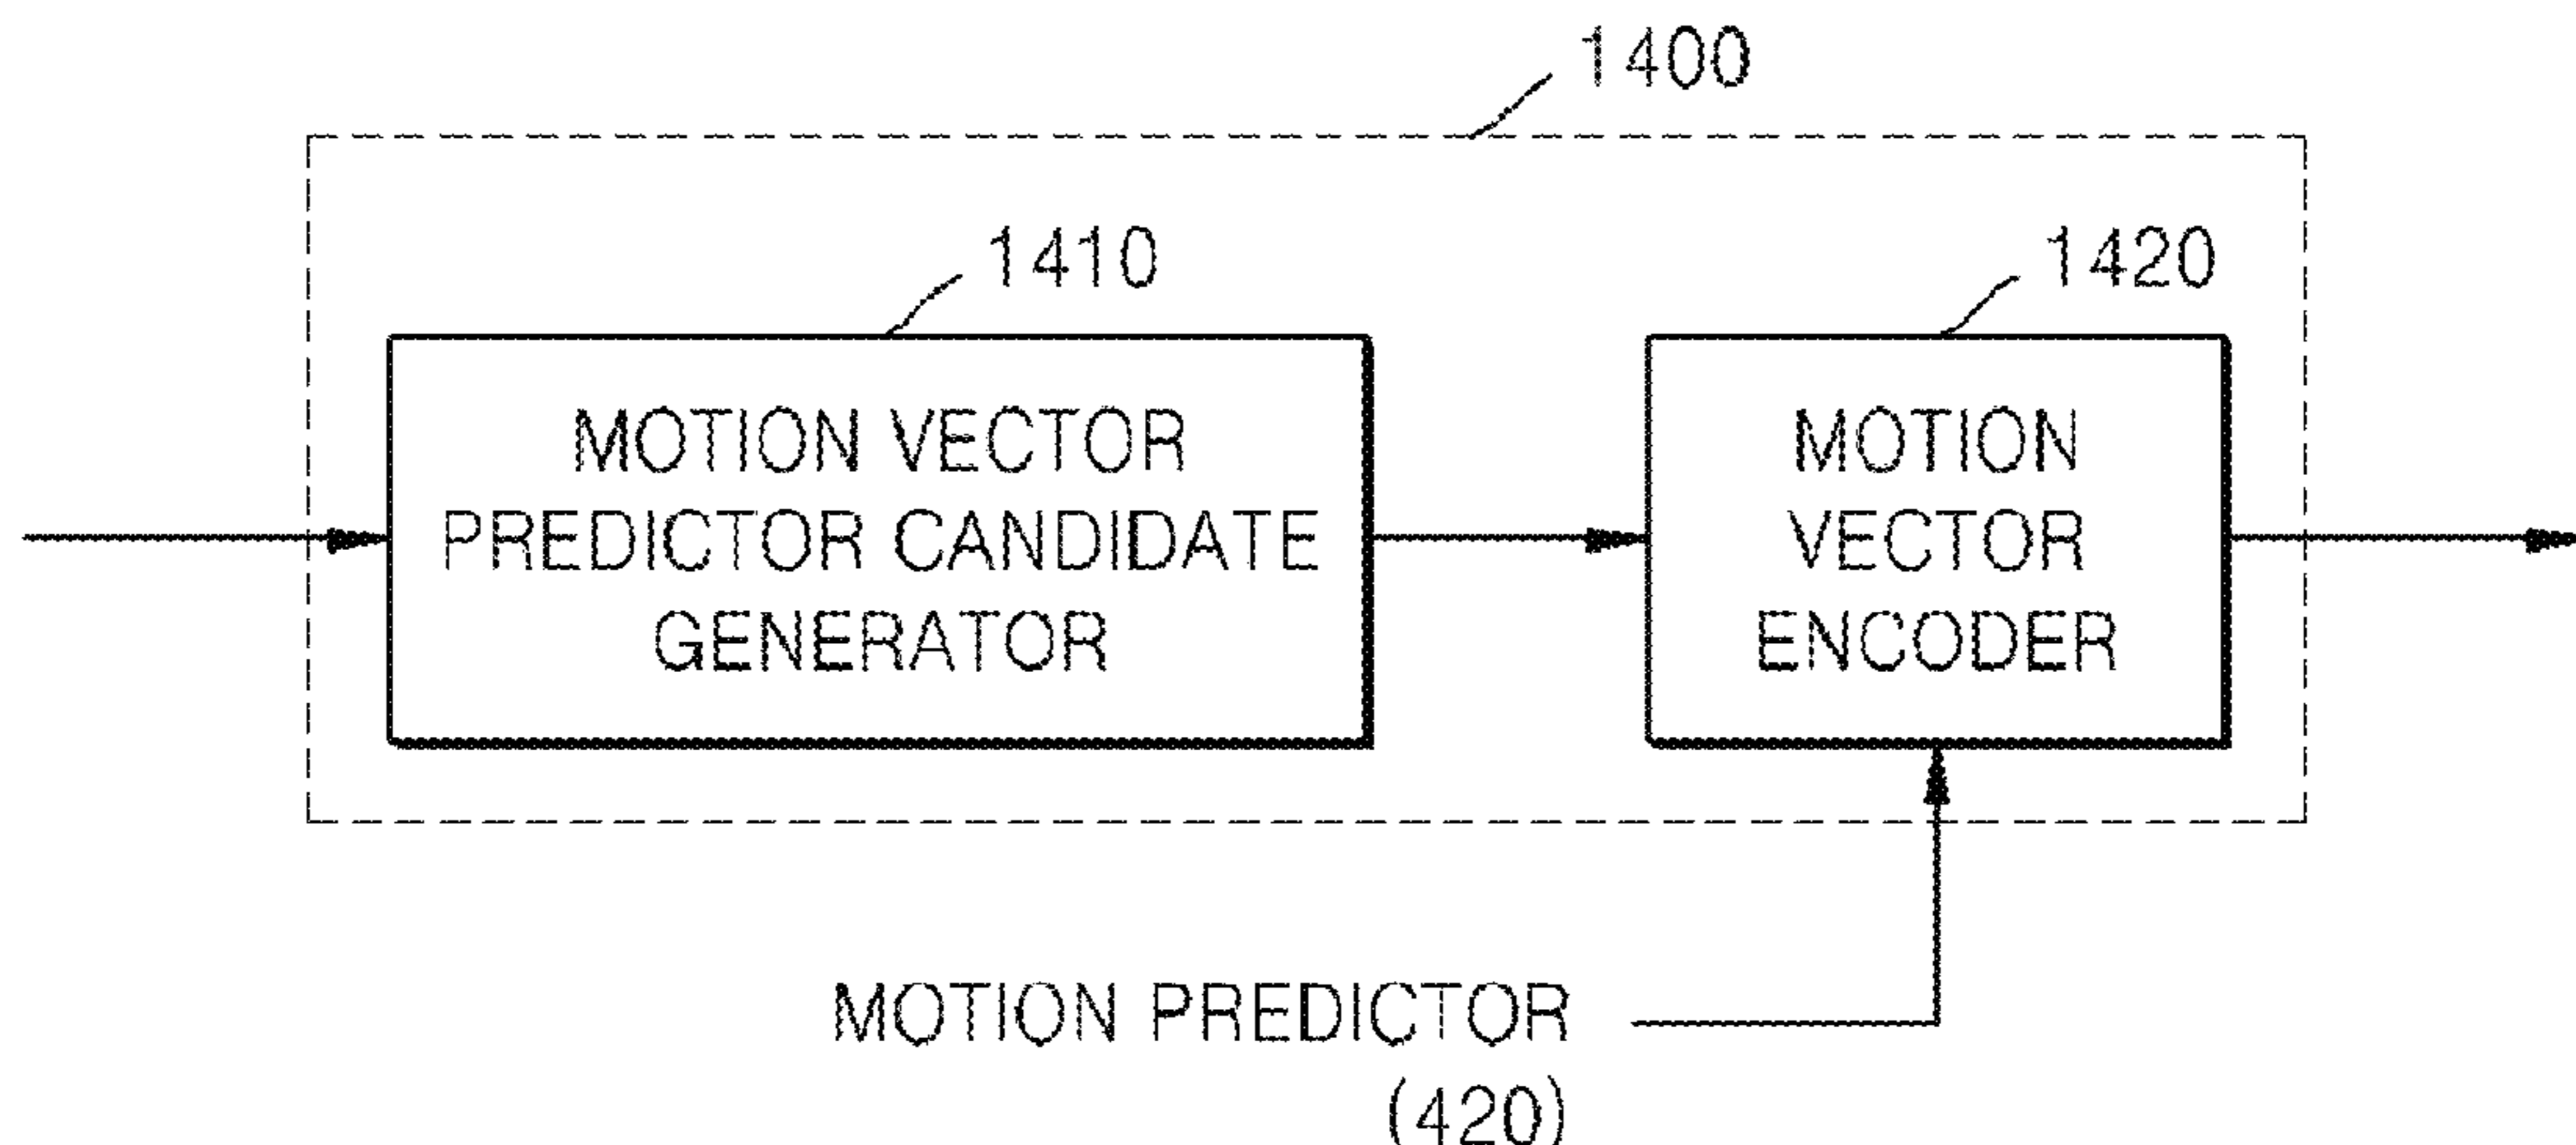 1400
1410
1420
MOTION VECTOR
PREDICTOR CANDIDATE
GENERATOR
MOTION
VECTOR
ENCODER
MOTION PREDICTOR
(420)